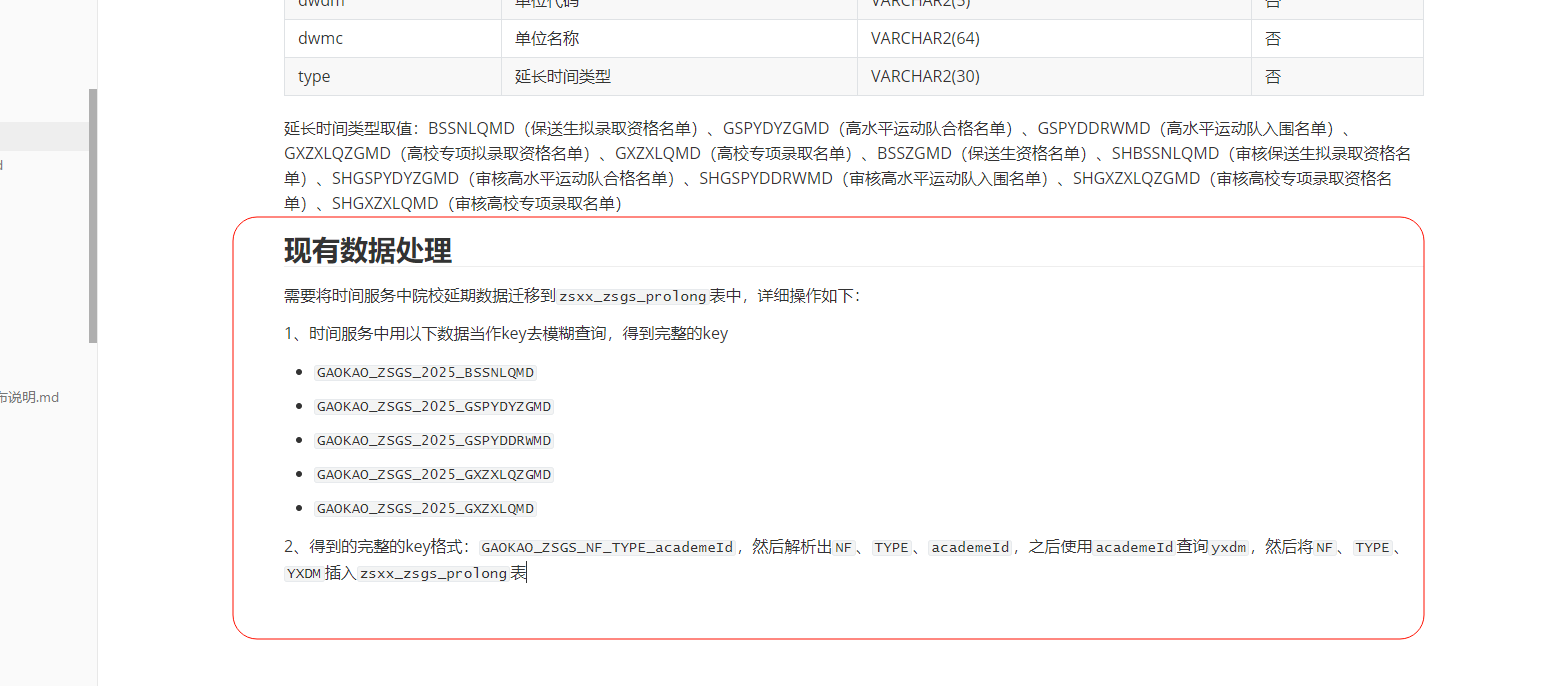 dwdm 单位代码 VARCHAR2(5) 否
dwmc 单位名称 VARCHAR2(64) 否
type 延长时间类型 VARCHAR2(30) 否
延长时间类型取值：BSSNLQMD（保送生拟录取资格名单）、GSPYDYZGMD（高水平运动队合格名单）、GSPYDDRWMD（高水平运动队入围名单）、
GXZXLQZGMD（高校专项拟录取资格名单）、GXZXLQMD（高校专项录取名单）、BSSZGMD（保送生资格名单）、SHBSSNLQMD（审核保送生拟录取资格名
单）、SHGSPYDYZGMD（审核高水平运动队合格名单）、SHGSPYDDRWMD（审核高水平运动队入围名单）、SHGXZXLQZGMD（审核高校专项录取资格名
单）、SHGXZXLQMD（审核高校专项录取名单）
现有数据处理
需要将时间服务中院校延期数据迁移到 zsxx_zsgs_prolong 表中，详细操作如下：
1、时间服务中用以下数据当作key去模糊查询，得到完整的key
• GAOKAO_ZSGS_2025_BSSNLQMD
• GAOKAO_ZSGS_2025_GSPYDYZGMD
布说明.md
• GAOKAO_ZSGS_2025_GSPYDDRWMD
• GAOKAO_ZSGS_2025_GXZXLQZGMD
• GAOKAO_ZSGS_2025_GXZXLQMD
2、得到的完整的key格式：GAOKAO_ZSGS_NF_TYPE_academeId，然后解析出 NF、TYPE、academeId，之后使用 academeId 查询 yxdm，然后将 NF、TYPE、
YXDM 插入 zsxx_zsgs_prolong 表